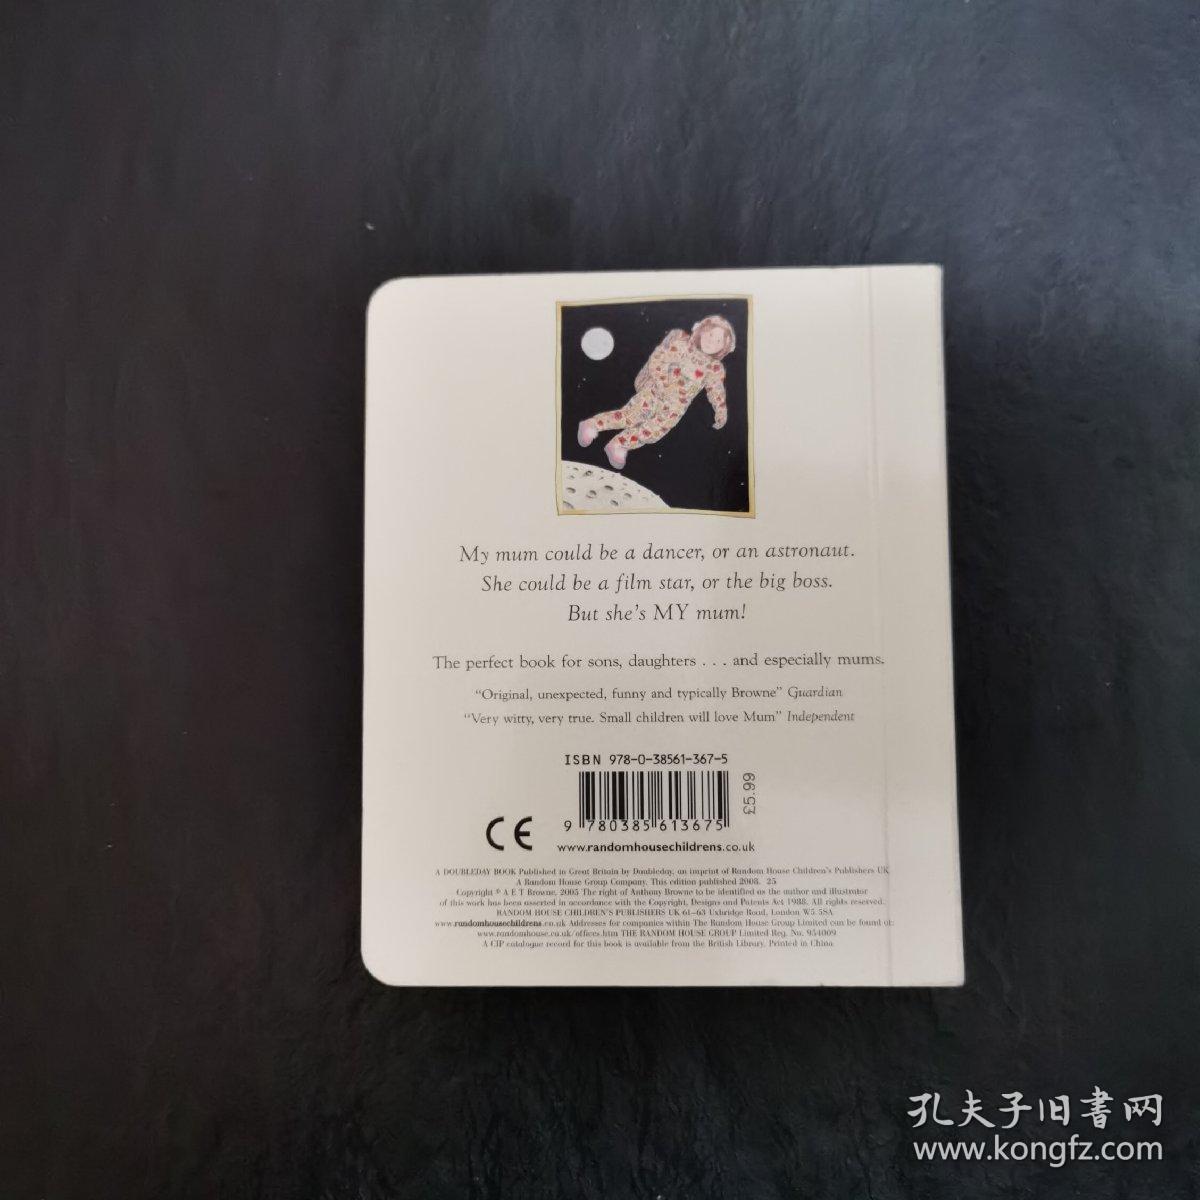 My mum could be a dancer, or an astronaut.
She could be a film star, or the big boss.
But she's MY mum!
The perfect book for sons, daughters . . . and especially mums.
"Original, unexpected, funny and typically Browne" Guardian
"Very witty, very true. Small children will love Mum" Independent
ISBN 978-0-38561-367-5
£5.99
9 780385 613675
CE
www.randomhousechildrens.co.uk
A DOUBLEDAY BOOK Published in Great Britain by Doubleday, an imprint of Random House Children's Publishers UK
A Random House Group Company. This edition published 2008. 25
Copyright © A E T Browne, 2005 The right of Anthony Browne to be identified as the author and illustrator
of this work has been asserted in accordance with the Copyright, Designs and Patents Act 1988. All rights reserved.
RANDOM HOUSE CHILDREN'S PUBLISHERS UK 61-63 Uxbridge Road, London W5 5SA
www.randomhousechildrens.co.uk Addresses for companies within The Random House Group Limited can be found at:
www.randomhouse.co.uk/offices.htm THE RANDOM HOUSE GROUP Limited Reg. No. 954009
A CIP catalogue record for this book is available from the British Library. Printed in China
孔夫子旧書网
www.kongfz.com